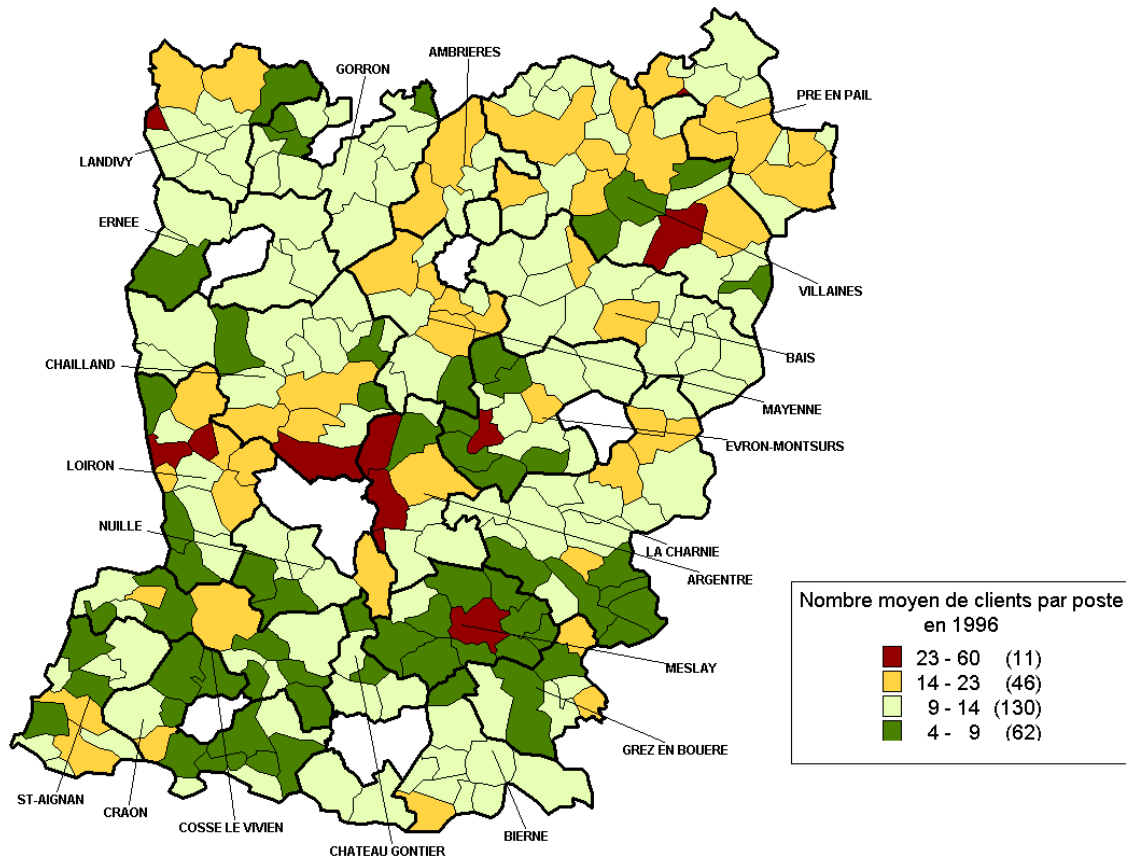 AMBRIERES
GORRON
PRE EN PAIL
LANDIVY
ERNEE
VILLAINES
BAIS
CHAILLAND
MAYENNE
EVRON-MONTSURS
LOIRON
NUILLE
LA CHARNIE
ARGENTRE
MESLAY
GREZ EN BOUERE
ST-AIGNAN
CRAON
COSSE LE VIVIEN
BIERNE
CHATEAU GONTIER
Nombre moyen de clients par poste
en 1996
23 - 60 (11)
14 - 23 (46)
9 - 14 (130)
4 - 9 (62)